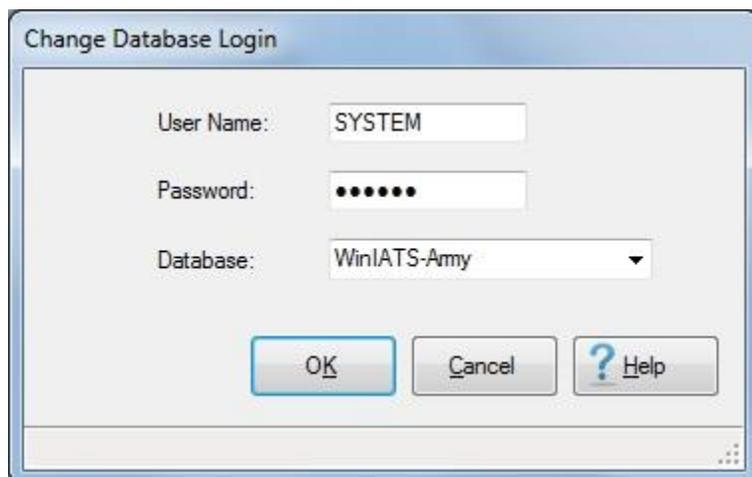 Change Database Login
User Name: SYSTEM
Password: ••••••
Database: WinIATS-Army
OK Cancel ? Help